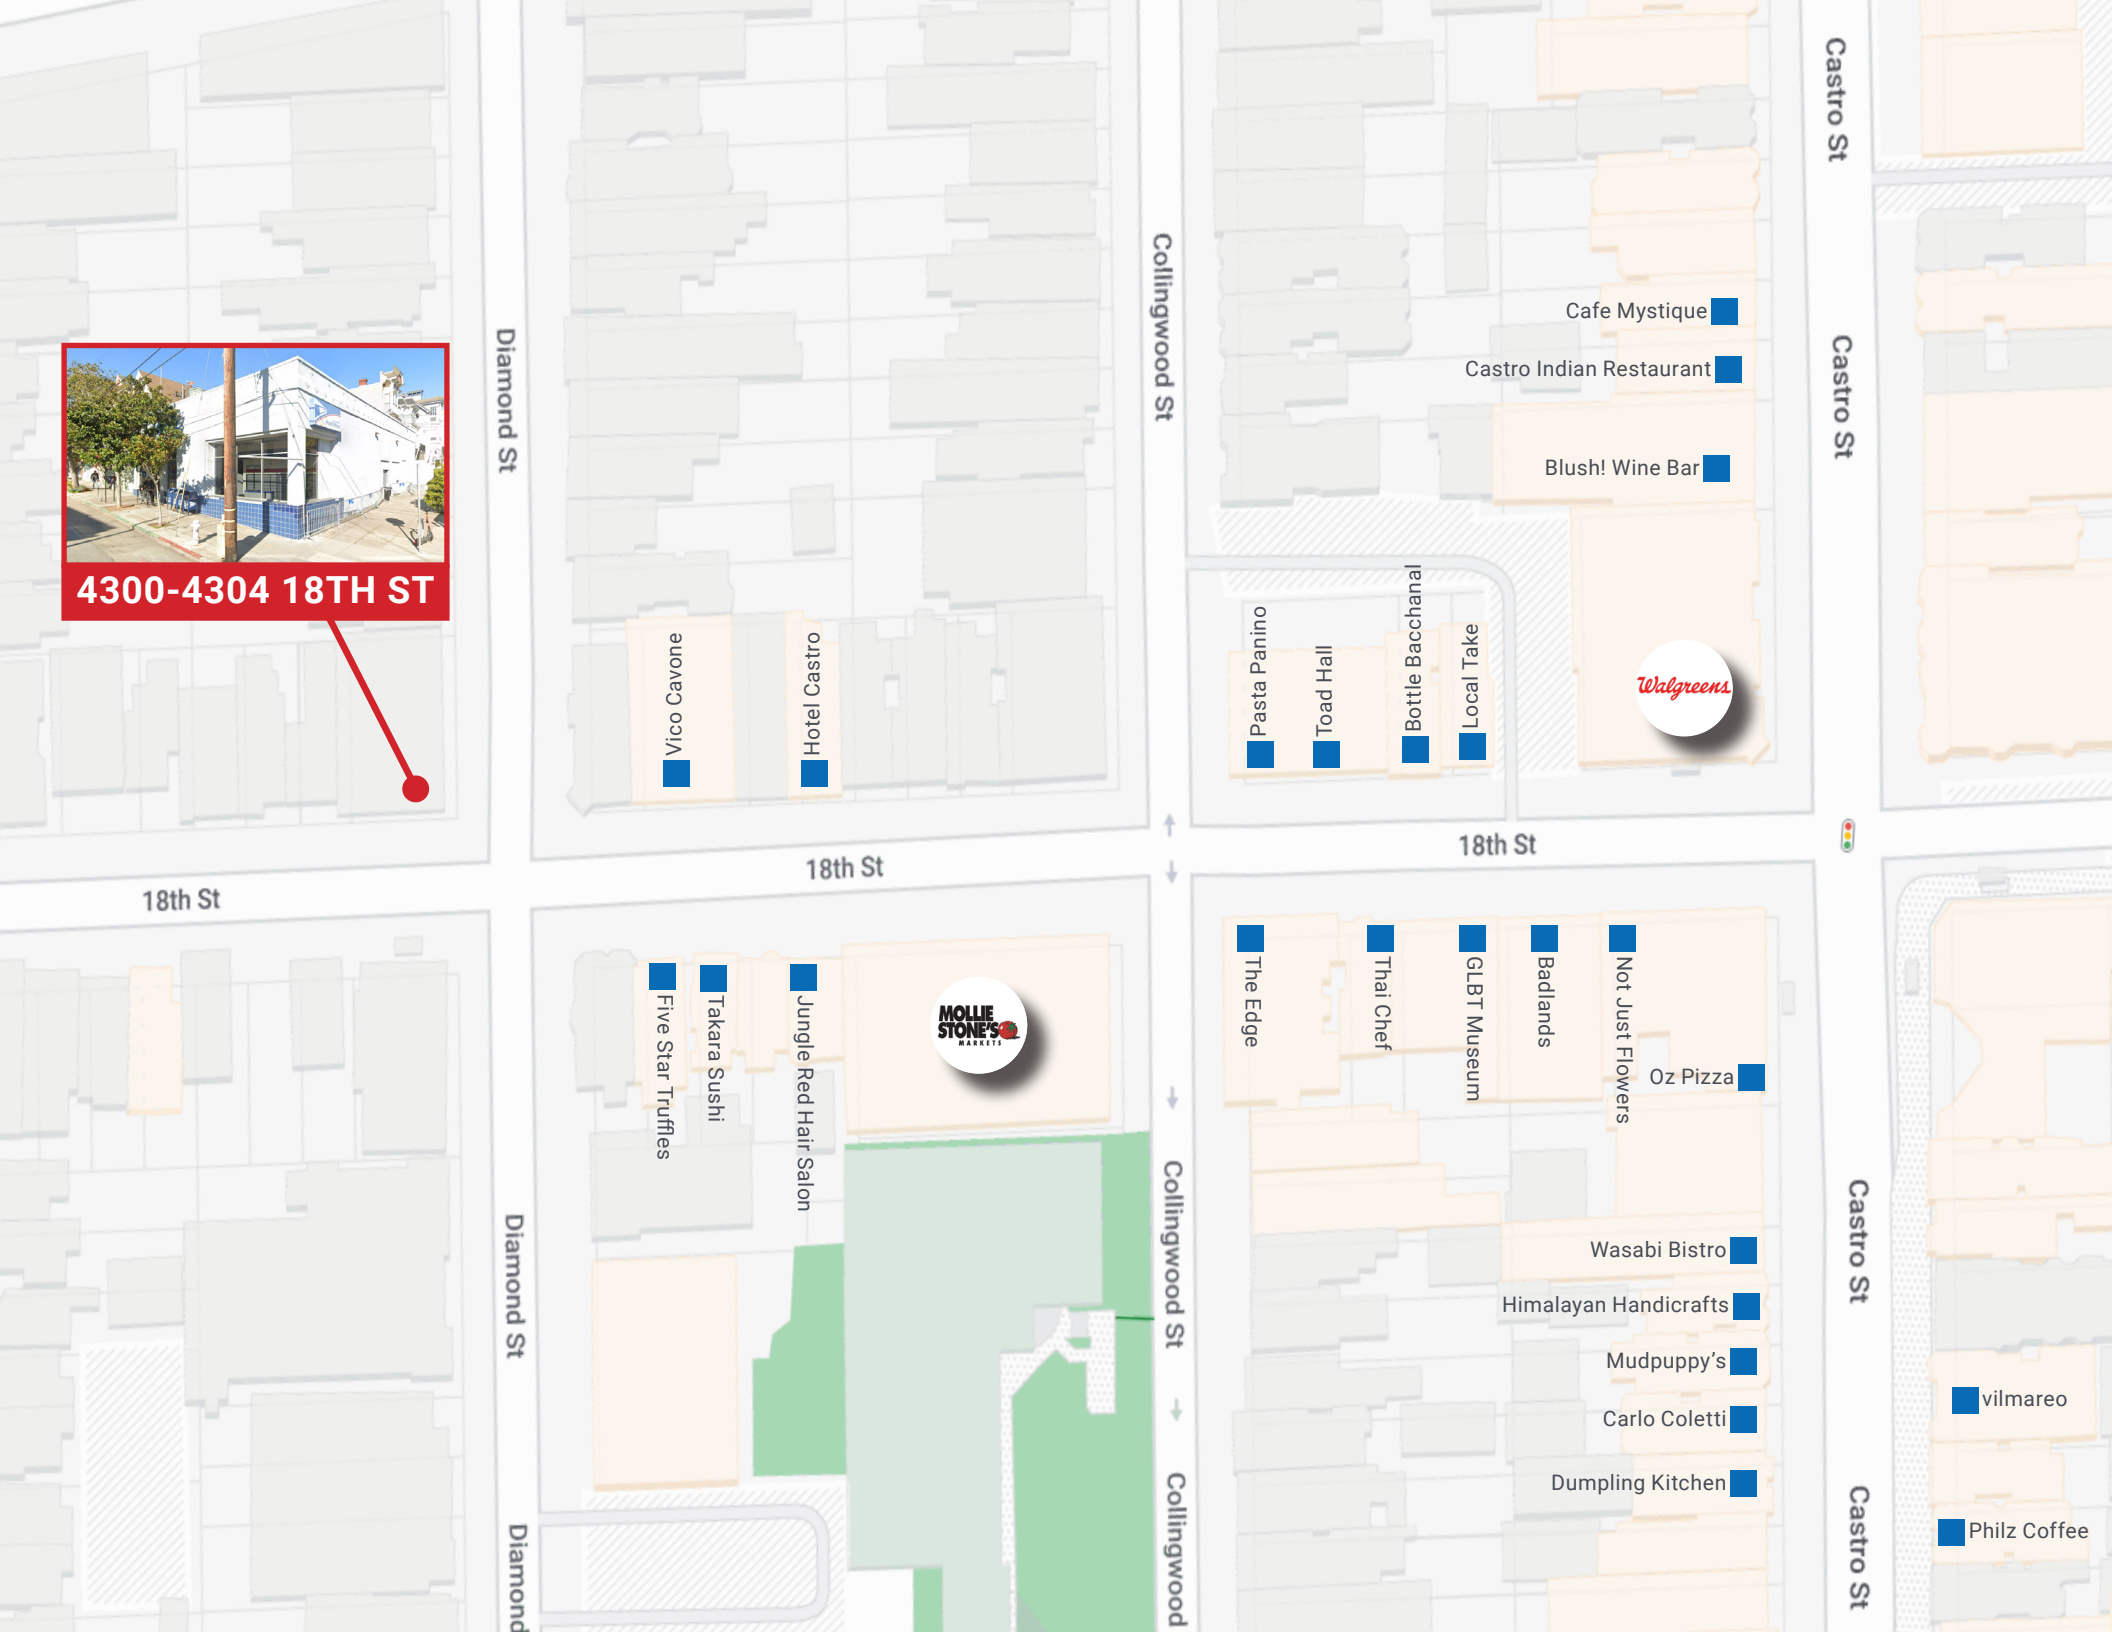 Castro St
Collingwood St
Cafe Mystique
Diamond St
Castro St
Castro Indian Restaurant
Blush! Wine Bar
4300-4304 18TH ST
Vico Cavone
Hotel Castro
Pasta Panino
Toad Hall
Bottle Bacchanal
Local Take
Walgreens
18th St
18th St
18th St
Five Star Truffles
Takara Sushi
Jungle Red Hair Salon
MOLLIE
STONE'S
MARKETS
The Edge
Thai Chef
GLBT Museum
Badlands
Not Just Flowers
Oz Pizza
Diamond St
Collingwood St
Castro St
Wasabi Bistro
Himalayan Handicrafts
Mudpuppy’s
vilmareo
Carlo Coletti
Dumpling Kitchen
Philz Coffee
Diamond
Collingwood
Castro St